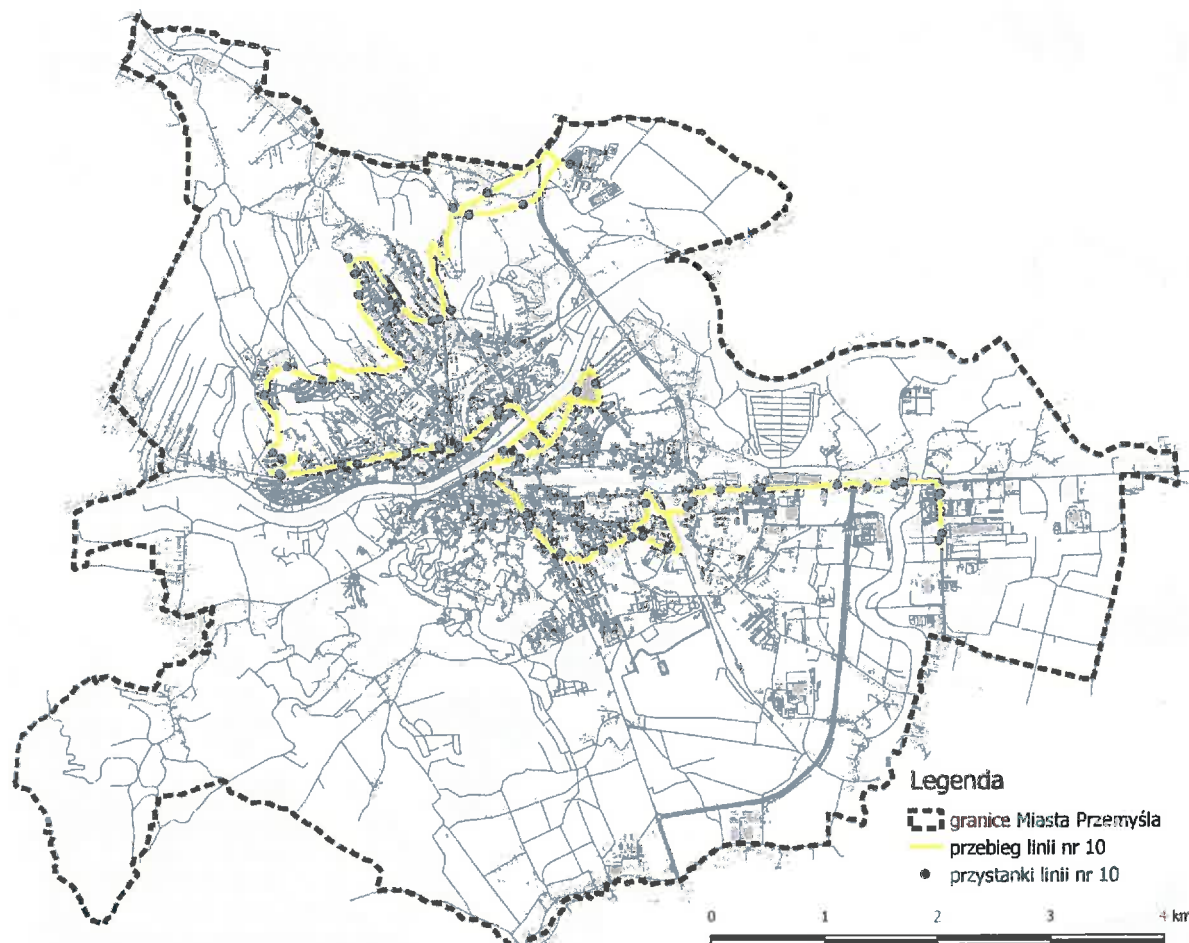 Legenda
granice Miasta Przemyśla
przebieg linii nr 10
przystanki linii nr 10
0 1 2 3 4 km